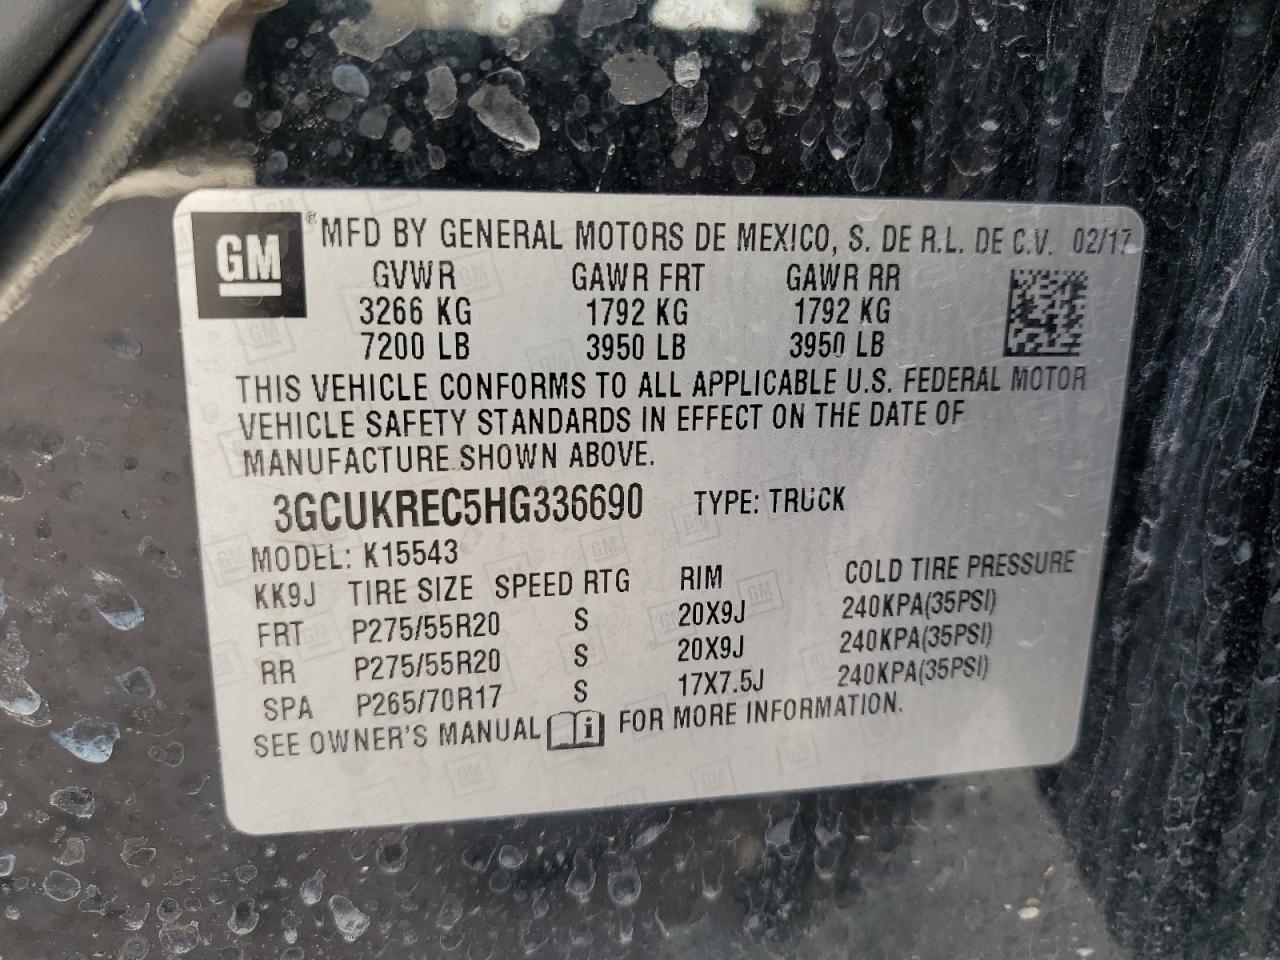 GM ® MFD BY GENERAL MOTORS DE MEXICO, S. DE R.L. DE C.V. 02/17
GVWR GAWR FRT GAWR RR
3266 KG 1792 KG 1792 KG
7200 LB 3950 LB 3950 LB
THIS VEHICLE CONFORMS TO ALL APPLICABLE U.S. FEDERAL MOTOR
VEHICLE SAFETY STANDARDS IN EFFECT ON THE DATE OF
MANUFACTURE SHOWN ABOVE.
3GCUKREC5HG336690 TYPE: TRUCK
MODEL: K15543
KK9J TIRE SIZE SPEED RTG RIM COLD TIRE PRESSURE
FRT P275/55R20 S 20X9J 240KPA(35PSI)
RR P275/55R20 S 20X9J 240KPA(35PSI)
SPA P265/70R17 S 17X7.5J 240KPA(35PSI)
SEE OWNER'S MANUAL i FOR MORE INFORMATION.